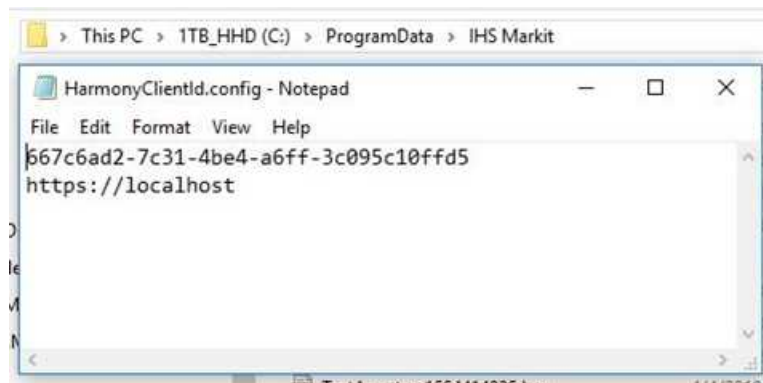 This PC > 1TB_HHD (C:) > ProgramData > IHS Markit
HarmonyClientId.config - Notepad
File Edit Format View Help
667c6ad2-7c31-4be4-a6ff-3c095c10ffd5
https://localhost